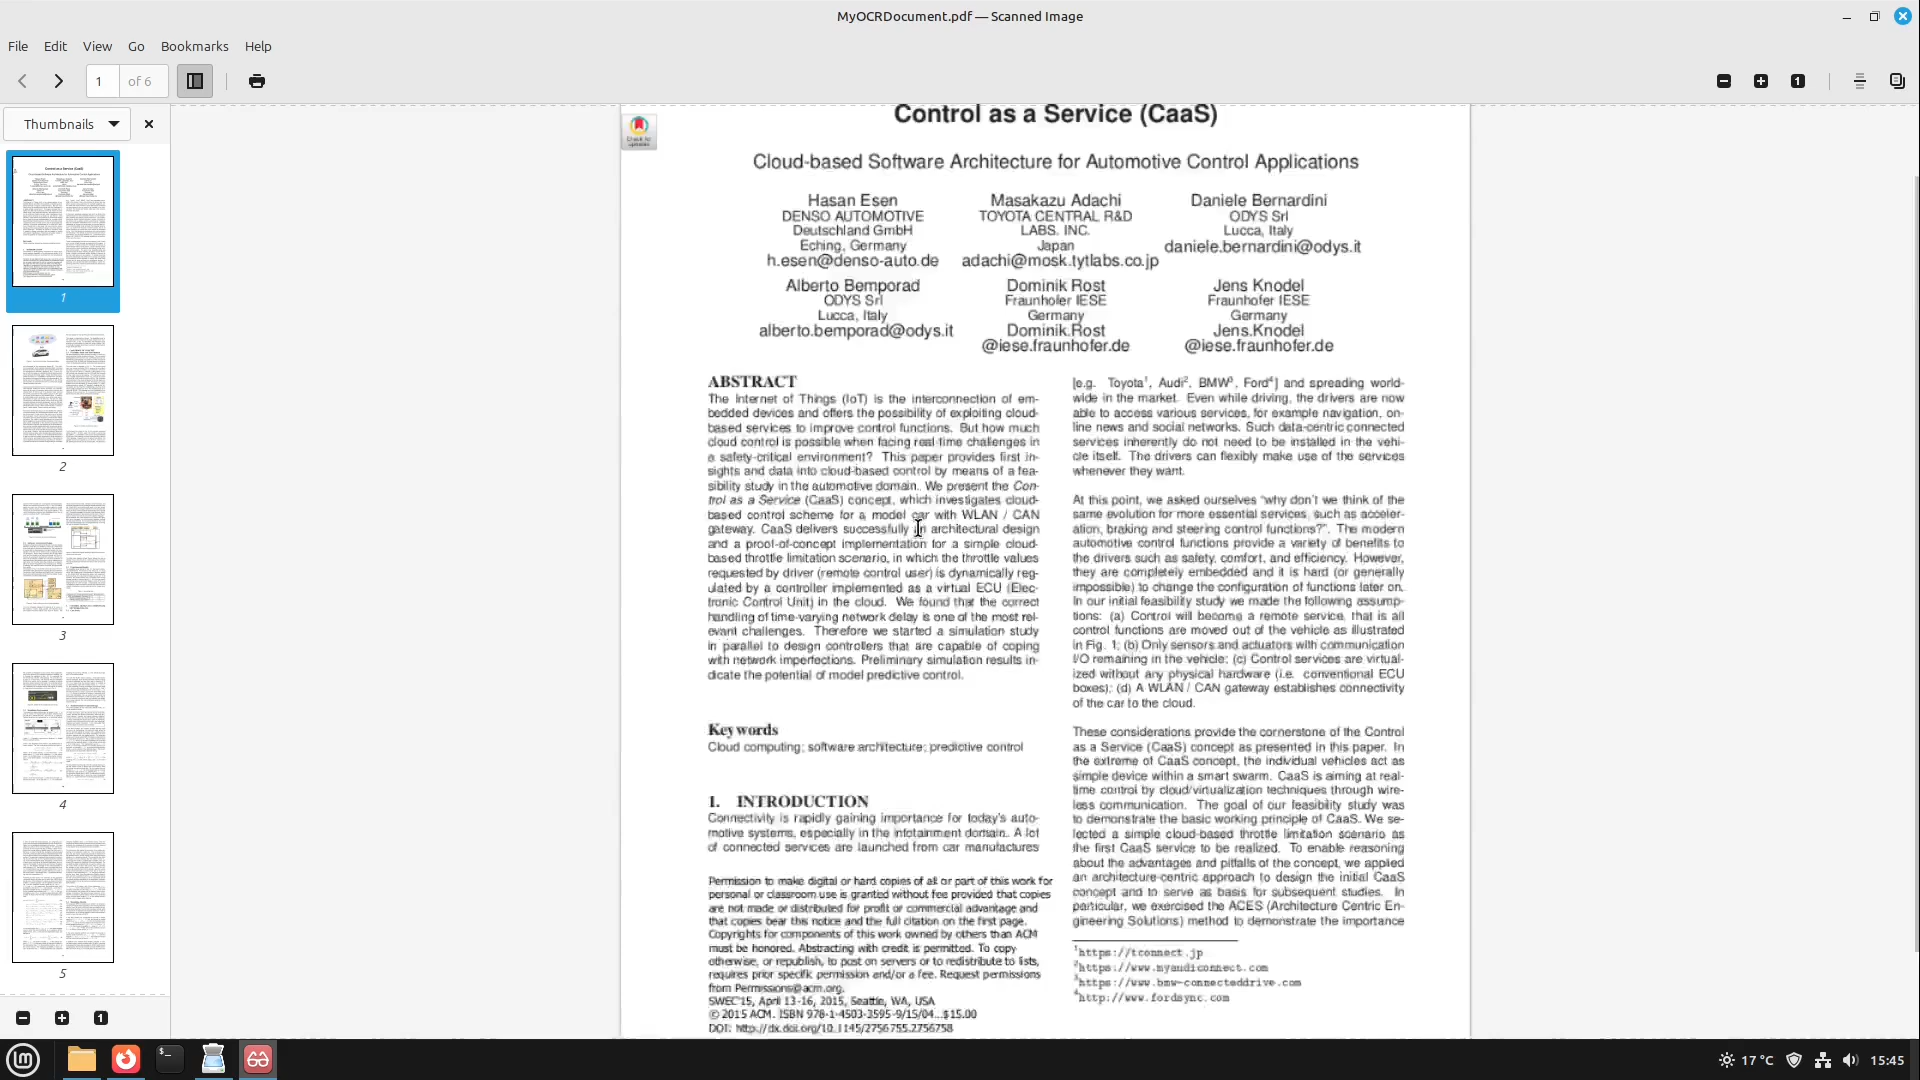 MyOCRDocument.pdf — Scanned Image
File Edit View Go Bookmarks Help
1 of 6
Thumbnails
1
2
3
4
5
Check for
updates
Control as a Service (CaaS)
Cloud-based Software Architecture for Automotive Control Applications
Hasan Esen
DENSO AUTOMOTIVE
Deutschland GmbH
Eching, Germany
h.esen@denso-auto.de
Masakazu Adachi
TOYOTA CENTRAL R&D
LABS. INC.
Japan
adachi@mosk.tytlabs.co.jp
Daniele Bernardini
ODYS Srl
Lucca, Italy
daniele.bernardini@odys.it
Alberto Bemporad
ODYS Srl
Lucca, Italy
alberto.bemporad@odys.it
Dominik Rost
Fraunhofer IESE
Germany
Dominik.Rost
@iese.fraunhofer.de
Jens Knodel
Fraunhofer IESE
Germany
Jens.Knodel
@iese.fraunhofer.de
ABSTRACT
The Internet of Things (IoT) is the interconnection of em-
bedded devices and offers the possibility of exploiting cloud-
based services to improve control functions. But how much
cloud control is possible when facing real-time challenges in
a safety-critical environment? This paper provides first in-
sights and data into cloud-based control by means of a fea-
sibility study in the automotive domain. We present the Con-
trol as a Service (CaaS) concept, which investigates cloud-
based control scheme for a model car with WLAN / CAN
gateway. CaaS delivers successfully an architectural design
and a proof-of-concept implementation for a simple cloud-
based throttle limitation scenario, in which the throttle values
requested by driver (remote control user) is dynamically reg-
ulated by a controller implemented as a virtual ECU (Elec-
tronic Control Unit) in the cloud. We found that the correct
handling of time-varying network delay is one of the most rel-
evant challenges. Therefore we started a simulation study
in parallel to design controllers that are capable of coping
with network imperfections. Preliminary simulation results in-
dicate the potential of model predictive control.
Keywords
Cloud computing; software architecture; predictive control
1. INTRODUCTION
Connectivity is rapidly gaining importance for today's auto-
motive systems, especially in the infotainment domain. A lot
of connected services are launched from car manufactures
Permission to make digital or hard copies of all or part of this work for
personal or classroom use is granted without fee provided that copies
are not made or distributed for profit or commercial advantage and
that copies bear this notice and the full citation on the first page.
Copyrights for components of this work owned by others than ACM
must be honored. Abstracting with credit is permitted. To copy
otherwise, or republish, to post on servers or to redistribute to lists,
requires prior specific permission and/or a fee. Request permissions
from Permissions@acm.org.
SWEC'15, April 13-16, 2015, Seattle, WA, USA
© 2015 ACM. ISBN 978-1-4503-3595-9/15/04...$15.00
DOI: http://dx.doi.org/10.1145/2756755.2756758
[e.g. Toyota1, Audi2, BMW3, Ford4] and spreading world-
wide in the market. Even while driving, the drivers are now
able to access various services, for example navigation, on-
line news and social networks. Such data-centric connected
services inherently do not need to be installed in the vehi-
cle itself. The drivers can flexibly make use of the services
whenever they want.
At this point, we asked ourselves “why don't we think of the
same evolution for more essential services, such as acceler-
ation, braking and steering control functions?”. The modern
automotive control functions provide a variety of benefits to
the drivers such as safety, comfort, and efficiency. However,
they are completely embedded and it is hard (or generally
impossible) to change the configuration of functions later on.
In our initial feasibility study we made the following assump-
tions: (a) Control will become a remote service, that is all
control functions are moved out of the vehicle as illustrated
in Fig. 1; (b) Only sensors and actuators with communication
I/O remaining in the vehicle; (c) Control services are virtual-
ized without any physical hardware (i.e. conventional ECU
boxes); (d) A WLAN / CAN gateway establishes connectivity
of the car to the cloud.
These considerations provide the cornerstone of the Control
as a Service (CaaS) concept as presented in this paper. In
the extreme of CaaS concept, the individual vehicles act as
simple device within a smart swarm. CaaS is aiming at real-
time control by cloud/virtualization techniques through wire-
less communication. The goal of our feasibility study was
to demonstrate the basic working principle of CaaS. We se-
lected a simple cloud-based throttle limitation scenario as
the first CaaS service to be realized. To enable reasoning
about the advantages and pitfalls of the concept, we applied
an architecture-centric approach to design the initial CaaS
concept and to serve as basis for subsequent studies. In
particular, we exercised the ACES (Architecture Centric En-
gineering Solutions) method to demonstrate the importance
1https://tconnect.jp
2https://www.myaudiconnect.com
3https://www.bmw-connecteddrive.com
4http://www.fordsync.com
17 °C
15:45